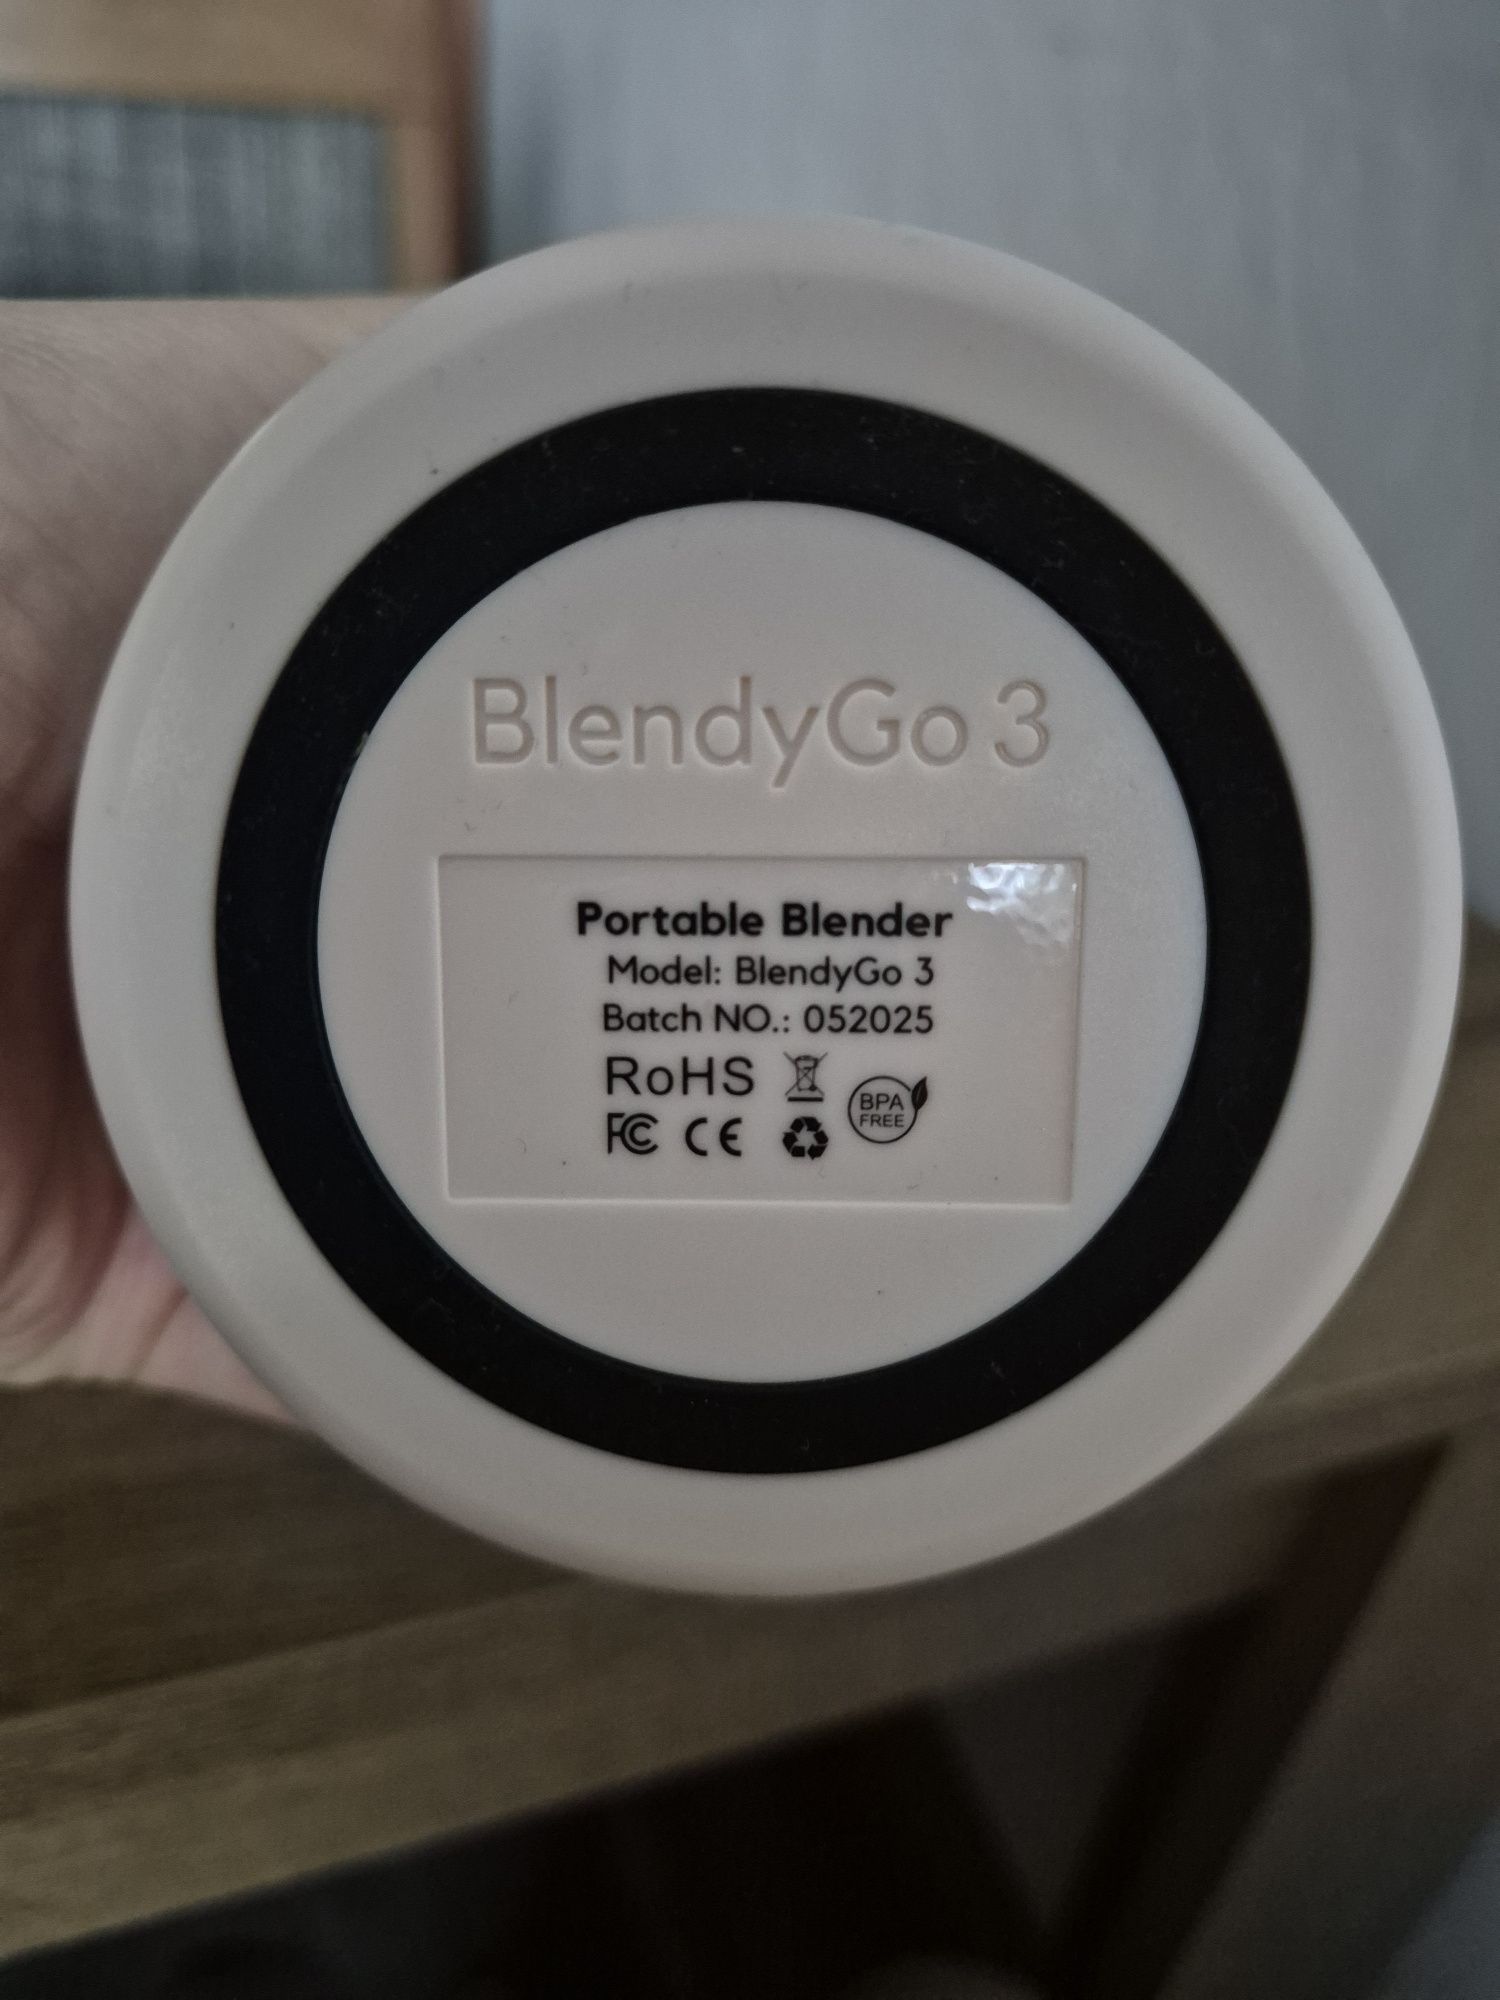 BlendyGo 3
Portable Blender
Model: BlendyGo 3
Batch NO.: 052025
RoHS
FC CE
BPA
FREE